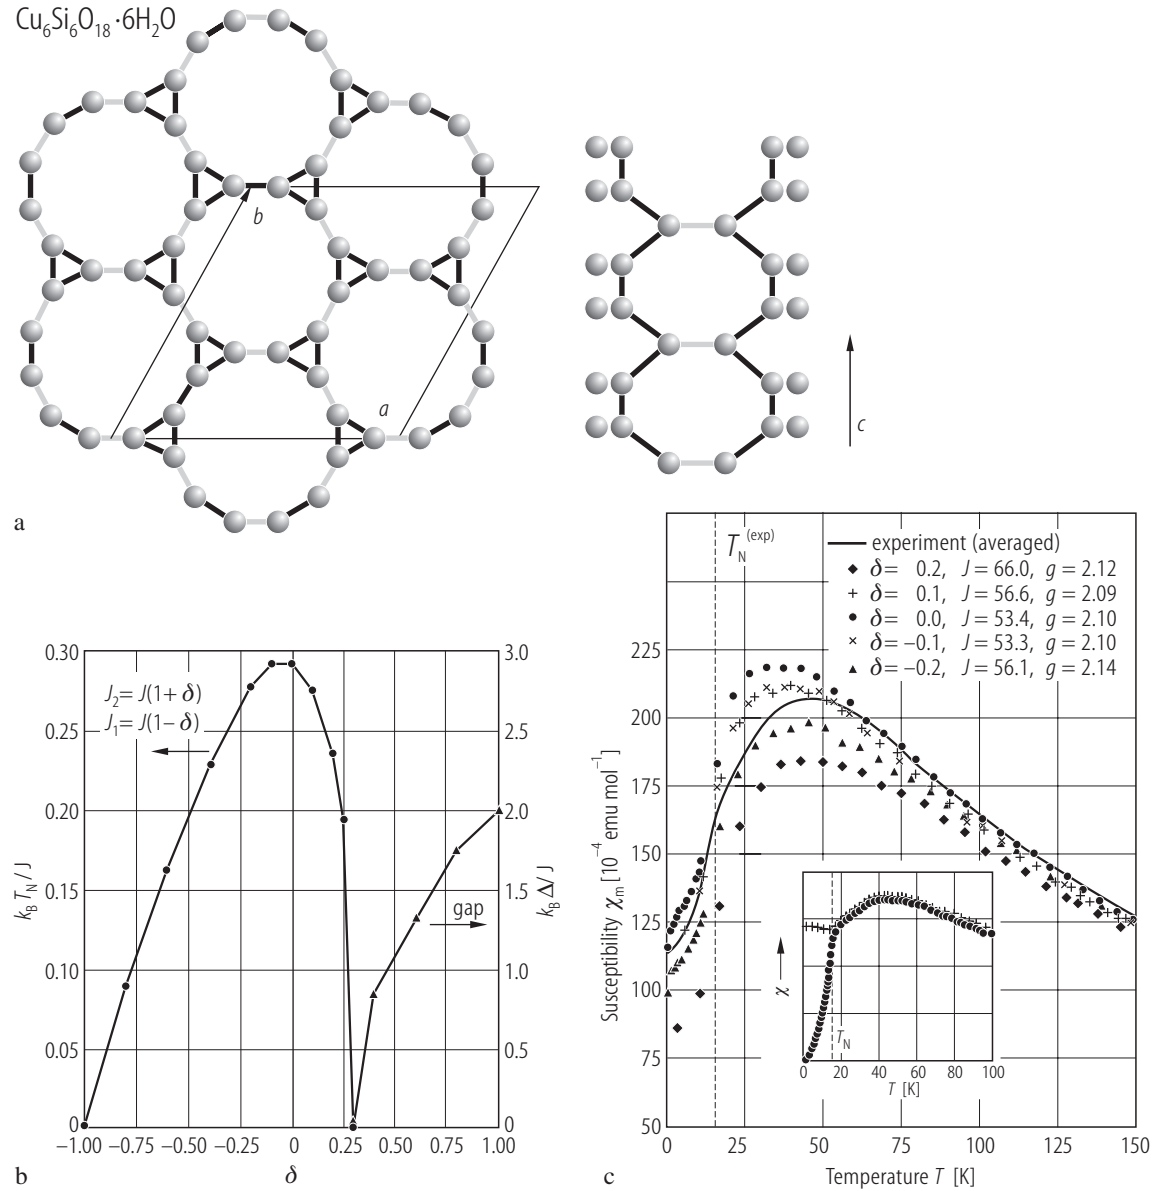 Cu6Si6O18·6H2O
b
a
c
a
0.30
0.25
0.20
0.15
0.10
0.05
0
kB TN / J
J2= J(1+ δ)
J1= J(1− δ)
gap
3.0
2.5
2.0
1.5
1.0
0.5
0
kB Δ/ J
−1.00 −0.75 −0.50 −0.25 0 0.25 0.50 0.75 1.00
δ
b
TN(exp)
experiment (averaged)
δ= 0.2, J = 66.0, g = 2.12
δ= 0.1, J = 56.6, g = 2.09
δ= 0.0, J = 53.4, g = 2.10
δ= −0.1, J = 53.3, g = 2.10
δ= −0.2, J = 56.1, g = 2.14
225
200
175
150
125
100
75
50
Susceptibility χm [10−4 emu mol−1]
χ
TN
0 20 40 60 80 100
T [K]
0 25 50 75 100 125 150
Temperature T [K]
c